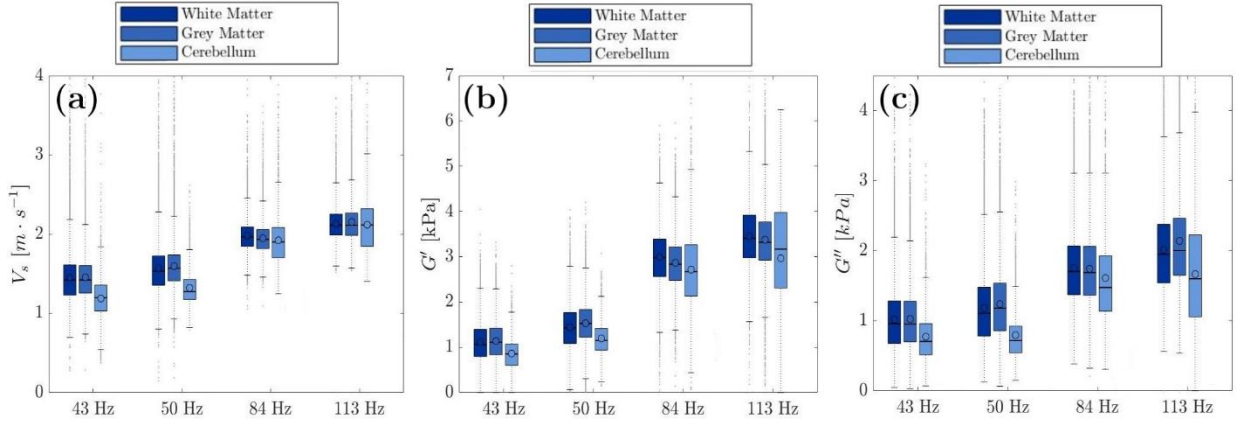 White Matter
Grey Matter
Cerebellum
(a)
V_s [m · s⁻¹]
4
3
2
1
0
43 Hz 50 Hz 84 Hz 113 Hz
White Matter
Grey Matter
Cerebellum
(b)
G′ [kPa]
7
6
5
4
3
2
1
0
43 Hz 50 Hz 84 Hz 113 Hz
White Matter
Grey Matter
Cerebellum
(c)
G″ [kPa]
4
3
2
1
0
43 Hz 50 Hz 84 Hz 113 Hz